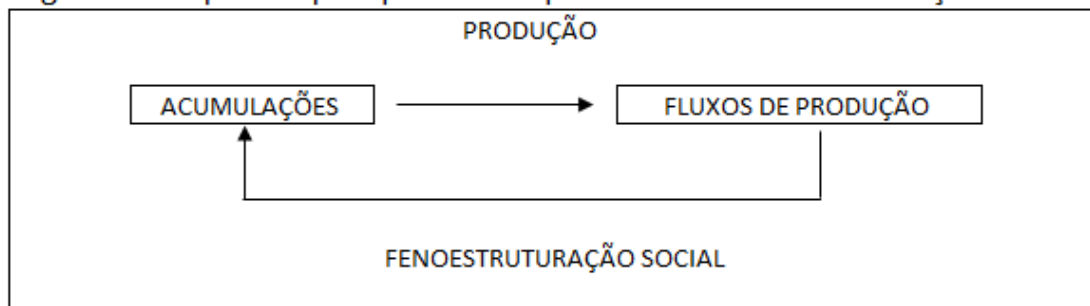 PRODUÇÃO
ACUMULAÇÕES
FLUXOS DE PRODUÇÃO
FENOESTRUTURAÇÃO SOCIAL